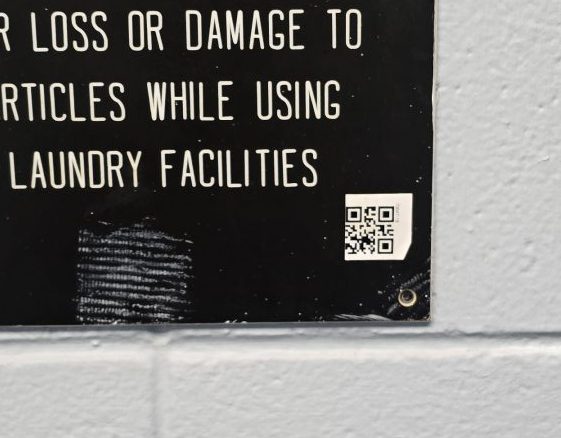 R LOSS OR DAMAGE TO
RTICLES WHILE USING
LAUNDRY FACILITIES